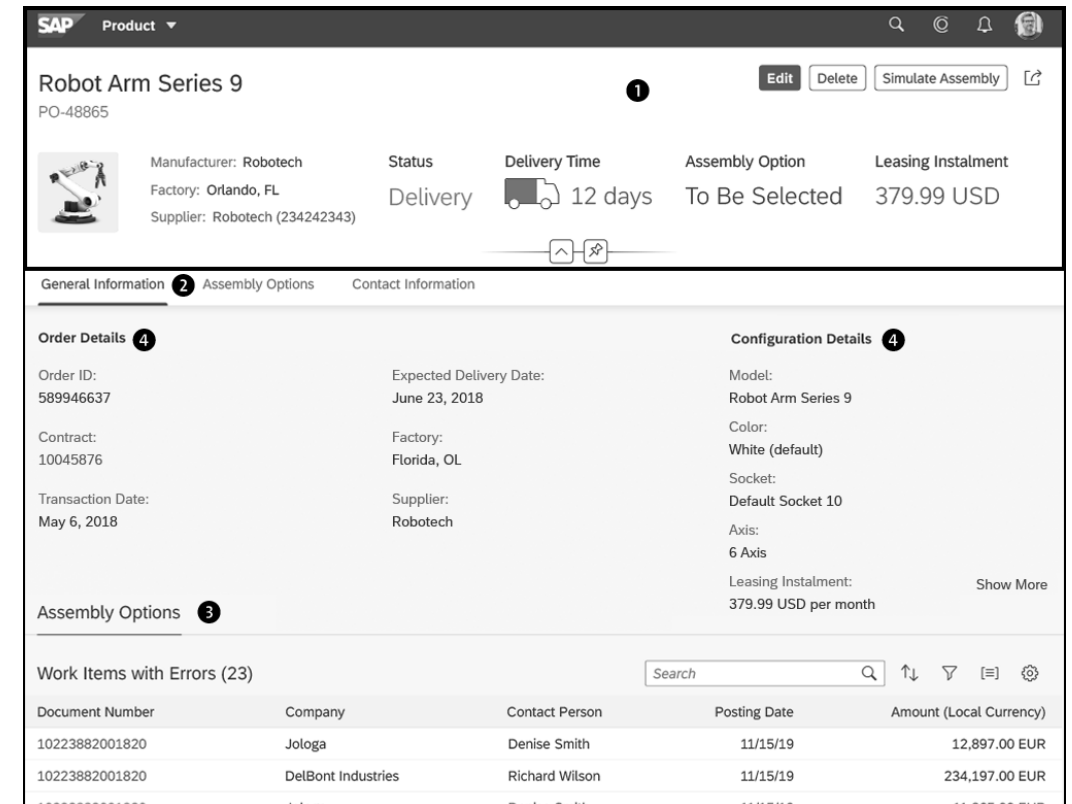 SAP Product
Robot Arm Series 9
PO-48865
1
Edit Delete Simulate Assembly
Manufacturer: Robotech
Factory: Orlando, FL
Supplier: Robotech (234242343)
Status
Delivery
Delivery Time
12 days
Assembly Option
To Be Selected
Leasing Instalment
379.99 USD
General Information 2 Assembly Options Contact Information
Order Details 4
Order ID:
589946637
Contract:
10045876
Transaction Date:
May 6, 2018
Expected Delivery Date:
June 23, 2018
Factory:
Florida, OL
Supplier:
Robotech
Configuration Details 4
Model:
Robot Arm Series 9
Color:
White (default)
Socket:
Default Socket 10
Axis:
6 Axis
Leasing Instalment:
379.99 USD per month
Show More
Assembly Options 3
Work Items with Errors (23) Search
Document Number Company Contact Person Posting Date Amount (Local Currency)
10223882001820 Jologa Denise Smith 11/15/19 12,897.00 EUR
10223882001820 DelBont Industries Richard Wilson 11/15/19 234,197.00 EUR